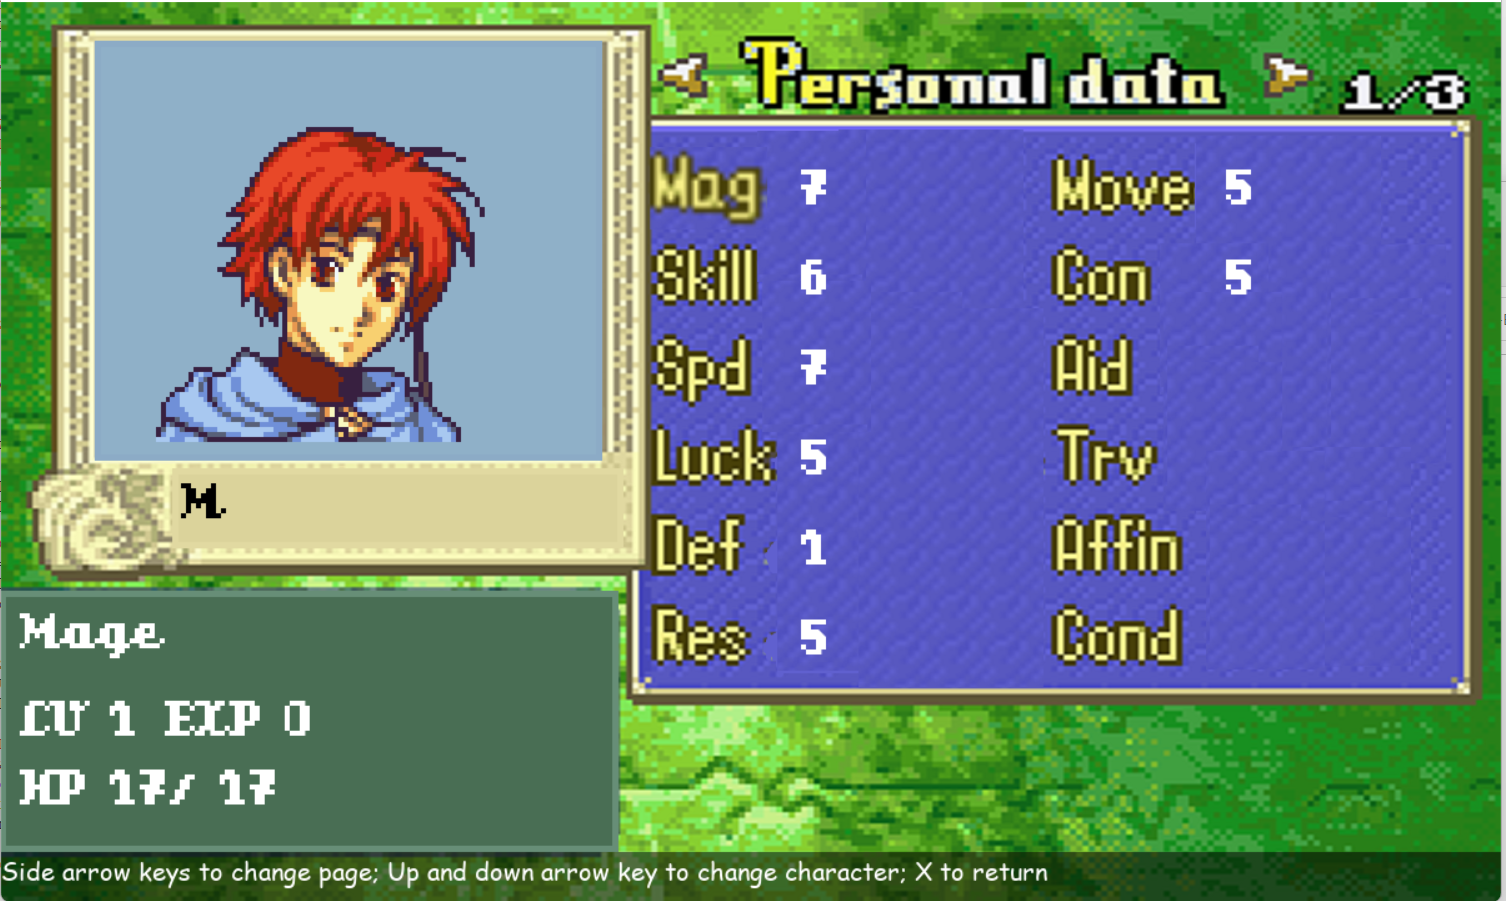 Personal data 1/3
Mag 7 Move 5
Skill 6 Con 5
Spd 7 Aid
Luck 5 Trv
Def 1 Affin
Res 5 Cond
M.
Mage
LV 1 EXP 0
HP 17/ 17
Side arrow keys to change page; Up and down arrow key to change character; X to return